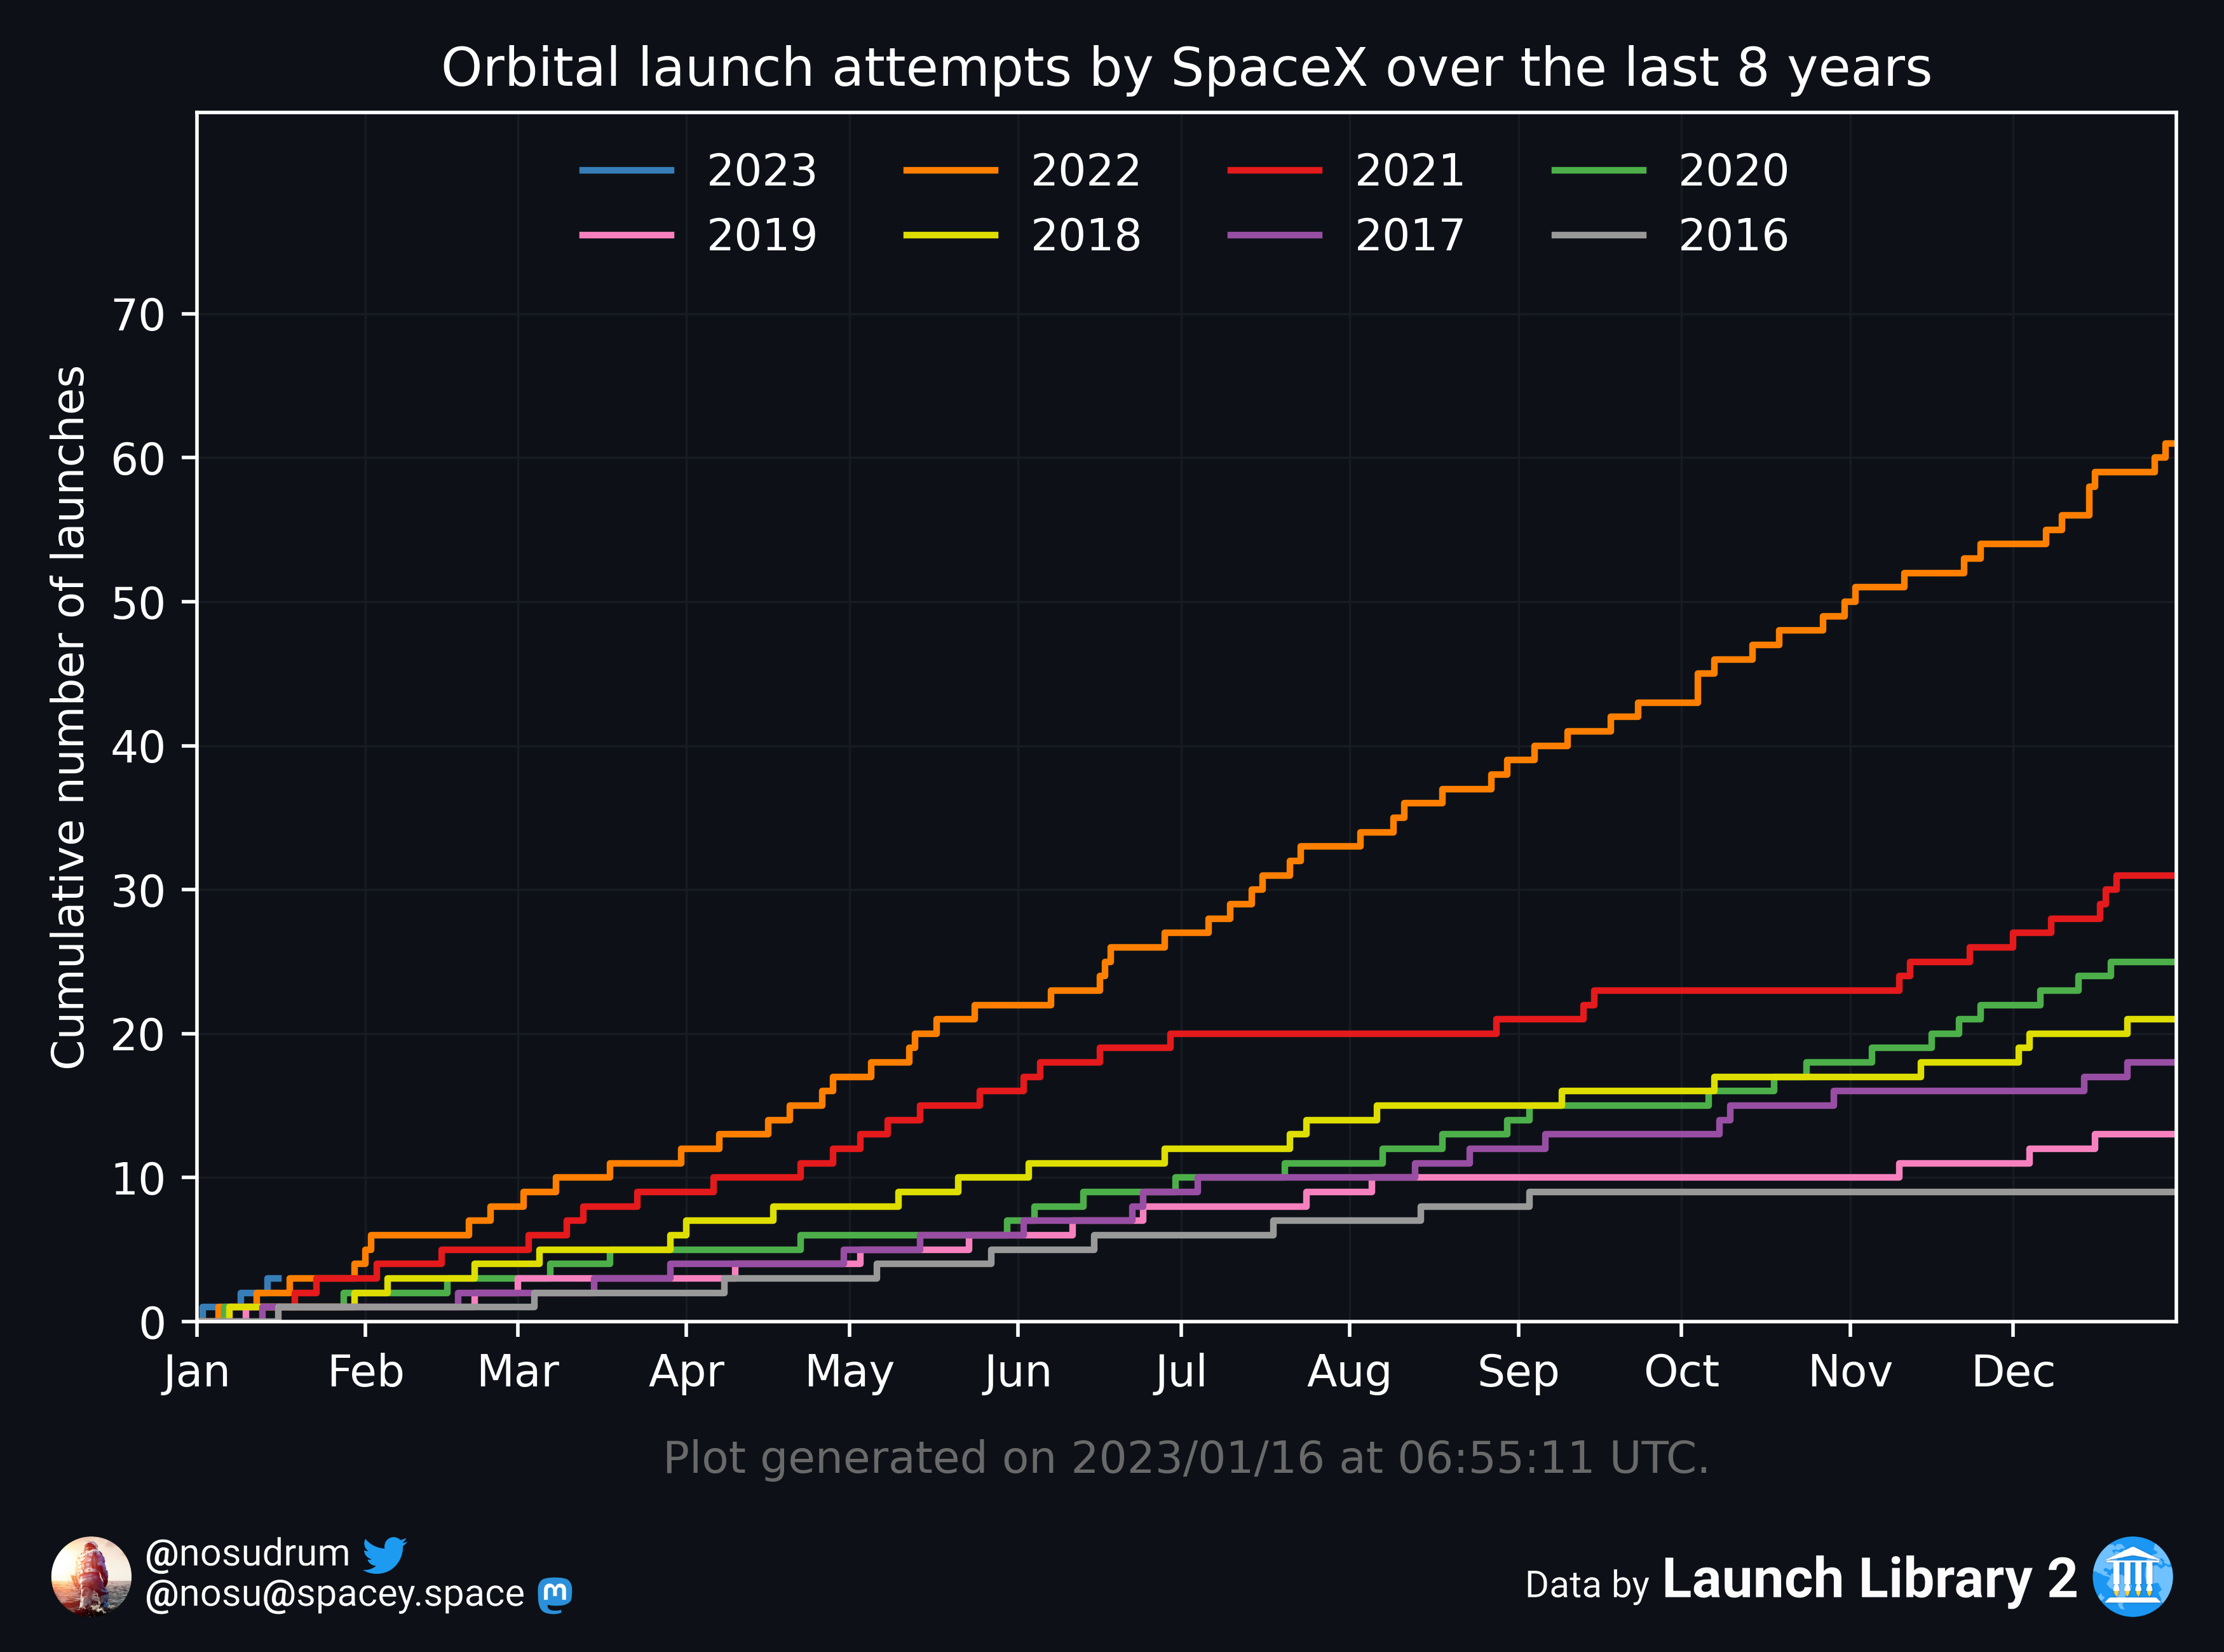 Orbital launch attempts by SpaceX over the last 8 years
2023 2022 2021 2020
2019 2018 2017 2016
Cumulative number of launches
70
60
50
40
30
20
10
0
Jan Feb Mar Apr May Jun Jul Aug Sep Oct Nov Dec
Plot generated on 2023/01/16 at 06:55:11 UTC.
@nosudrum
@nosu@spacey.space
Data by Launch Library 2